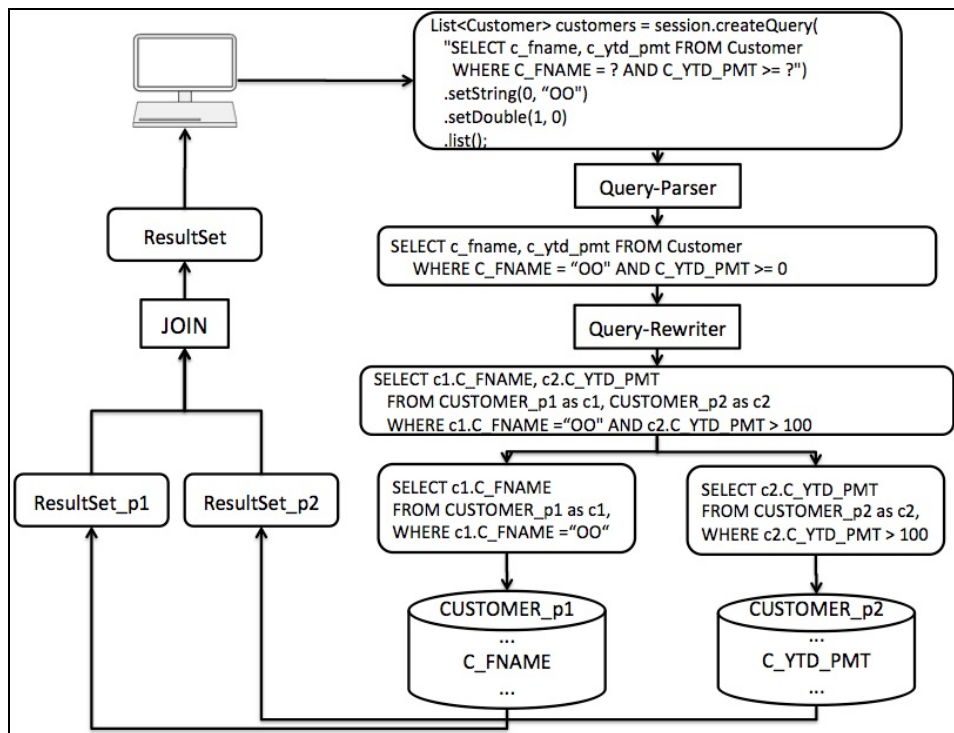 List<Customer> customers = session.createQuery(
"SELECT c_fname, c_ytd_pmt FROM Customer
WHERE C_FNAME = ? AND C_YTD_PMT >= ?")
.setString(0, “OO”)
.setDouble(1, 0)
.list();
Query-Parser
SELECT c_fname, c_ytd_pmt FROM Customer
WHERE C_FNAME = “OO" AND C_YTD_PMT >= 0
Query-Rewriter
SELECT c1.C_FNAME, c2.C_YTD_PMT
FROM CUSTOMER_p1 as c1, CUSTOMER_p2 as c2
WHERE c1.C_FNAME =“OO" AND c2.C_YTD_PMT > 100
SELECT c1.C_FNAME
FROM CUSTOMER_p1 as c1,
WHERE c1.C_FNAME =“OO“
SELECT c2.C_YTD_PMT
FROM CUSTOMER_p2 as c2,
WHERE c2.C_YTD_PMT > 100
CUSTOMER_p1
...
C_FNAME
...
CUSTOMER_p2
...
C_YTD_PMT
...
ResultSet_p1
ResultSet_p2
JOIN
ResultSet